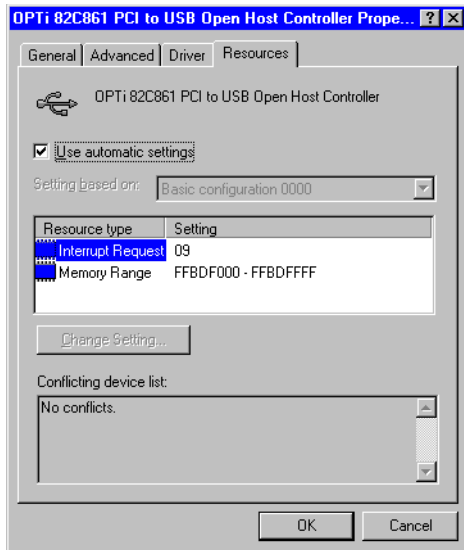 OPTi 82C861 PCI to USB Open Host Controller Prope... ? ×
General Advanced Driver Resources
OPTi 82C861 PCI to USB Open Host Controller
Use automatic settings
Setting based on: Basic configuration 0000
Resource type Setting
Interrupt Request 09
Memory Range FFBDF000 - FFBDFFFF
Change Setting...
Conflicting device list:
No conflicts.
OK Cancel